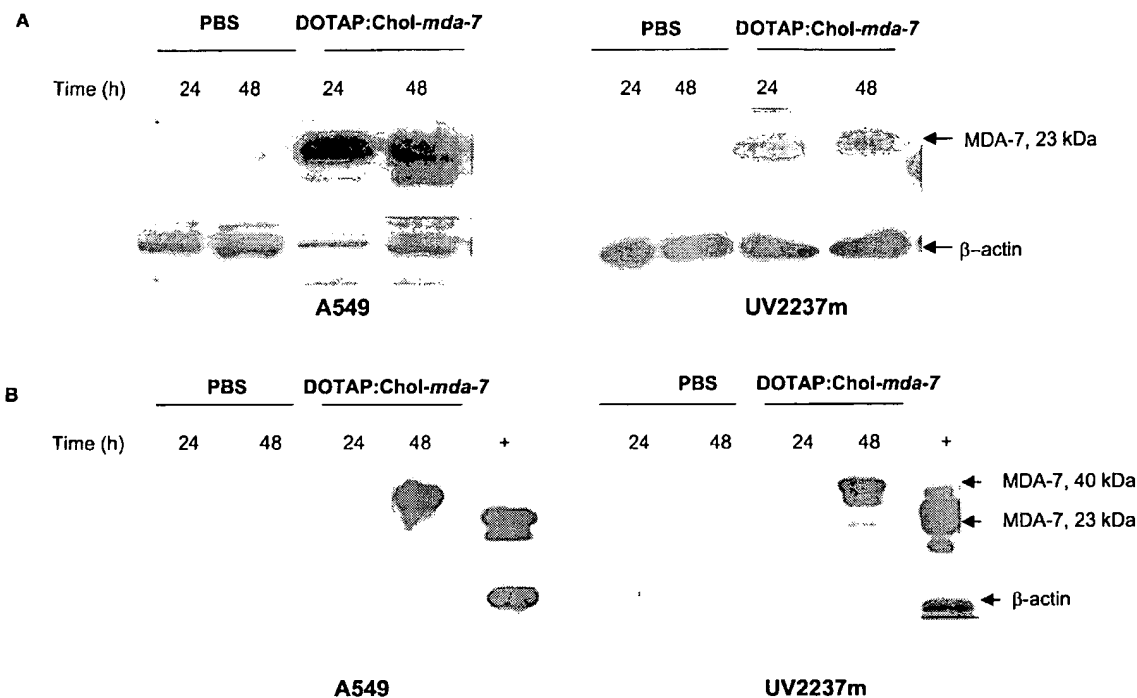 A
PBS DOTAP:Chol-mda-7 PBS DOTAP:Chol-mda-7
Time (h) 24 48 24 48 24 48 24 48
MDA-7, 23 kDa
β–actin
A549 UV2237m
B
PBS DOTAP:Chol-mda-7 PBS DOTAP:Chol-mda-7
Time (h) 24 48 24 48 + 24 48 24 48 +
MDA-7, 40 kDa
MDA-7, 23 kDa
β-actin
A549 UV2237m